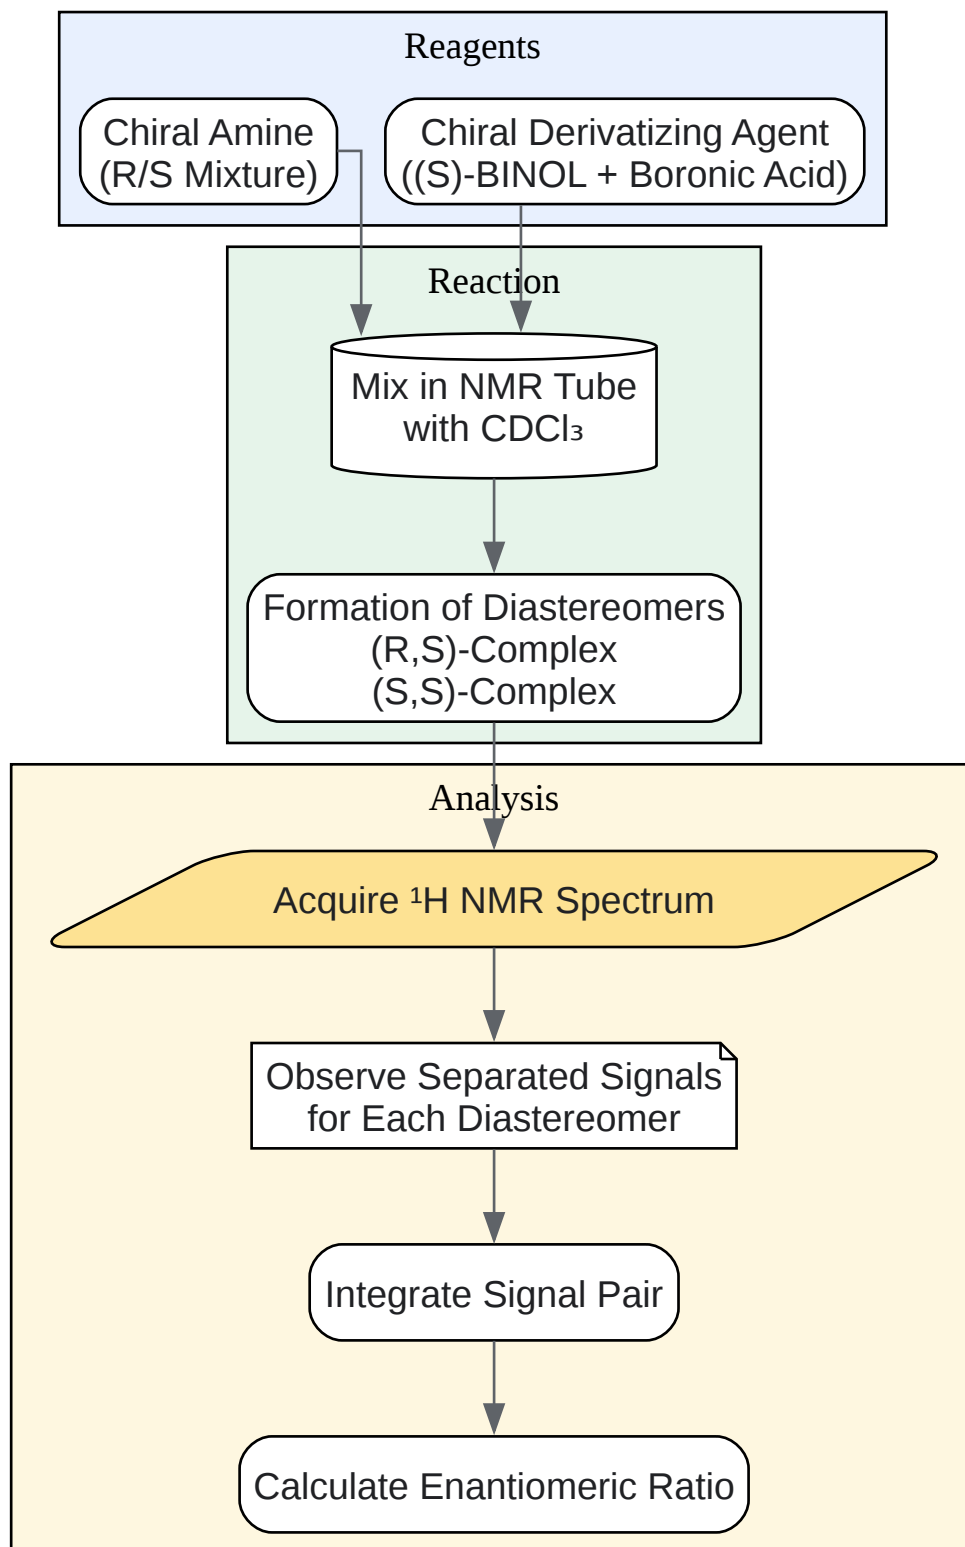 Reagents
Chiral Amine
(R/S Mixture)
Chiral Derivatizing Agent
((S)-BINOL + Boronic Acid)
Reaction
Mix in NMR Tube
with CDCl₃
Formation of Diastereomers
(R,S)-Complex
(S,S)-Complex
Analysis
Acquire ¹H NMR Spectrum
Observe Separated Signals
for Each Diastereomer
Integrate Signal Pair
Calculate Enantiomeric Ratio